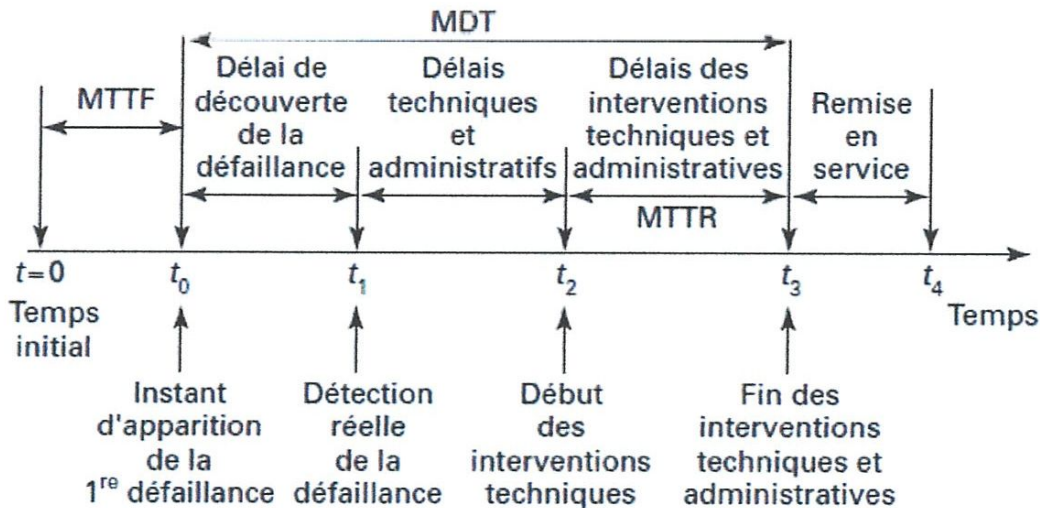 MDT
MTTF
Délai de
découverte
de la
défaillance
Délais
techniques
et
administratifs
Délais des
interventions
techniques et
administratives
MTTR
Remise
en
service
t=0
t0
t1
t2
t3
t4
Temps
initial
Temps
Instant
d'apparition
de la
1re défaillance
Détection
réelle
de la
défaillance
Début
des
interventions
techniques
Fin des
interventions
techniques et
administratives